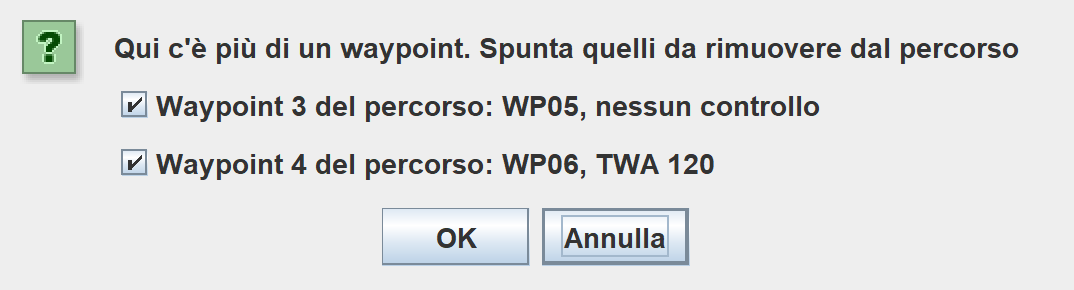 Qui c'è più di un waypoint. Spunta quelli da rimuovere dal percorso
Waypoint 3 del percorso: WP05, nessun controllo
Waypoint 4 del percorso: WP06, TWA 120
OK
Annulla